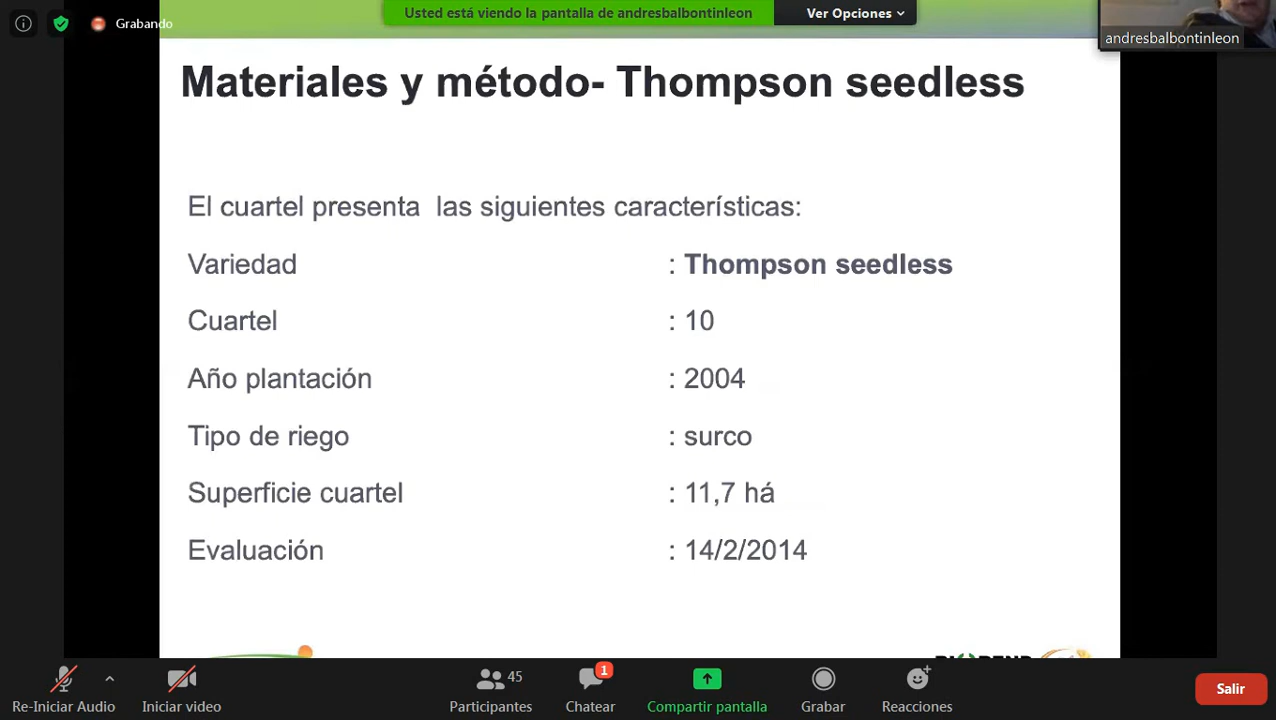 Grabando
Usted está viendo la pantalla de andresbalbontinleon
Ver Opciones
andresbalbontinleon
Materiales y método- Thompson seedless
El cuartel presenta las siguientes características:
Variedad : Thompson seedless
Cuartel : 10
Año plantación : 2004
Tipo de riego : surco
Superficie cuartel : 11,7 há
Evaluación : 14/2/2014
45
1
Re-Iniciar Audio
Iniciar video
Participantes
Chatear
Compartir pantalla
Grabar
Reacciones
Salir